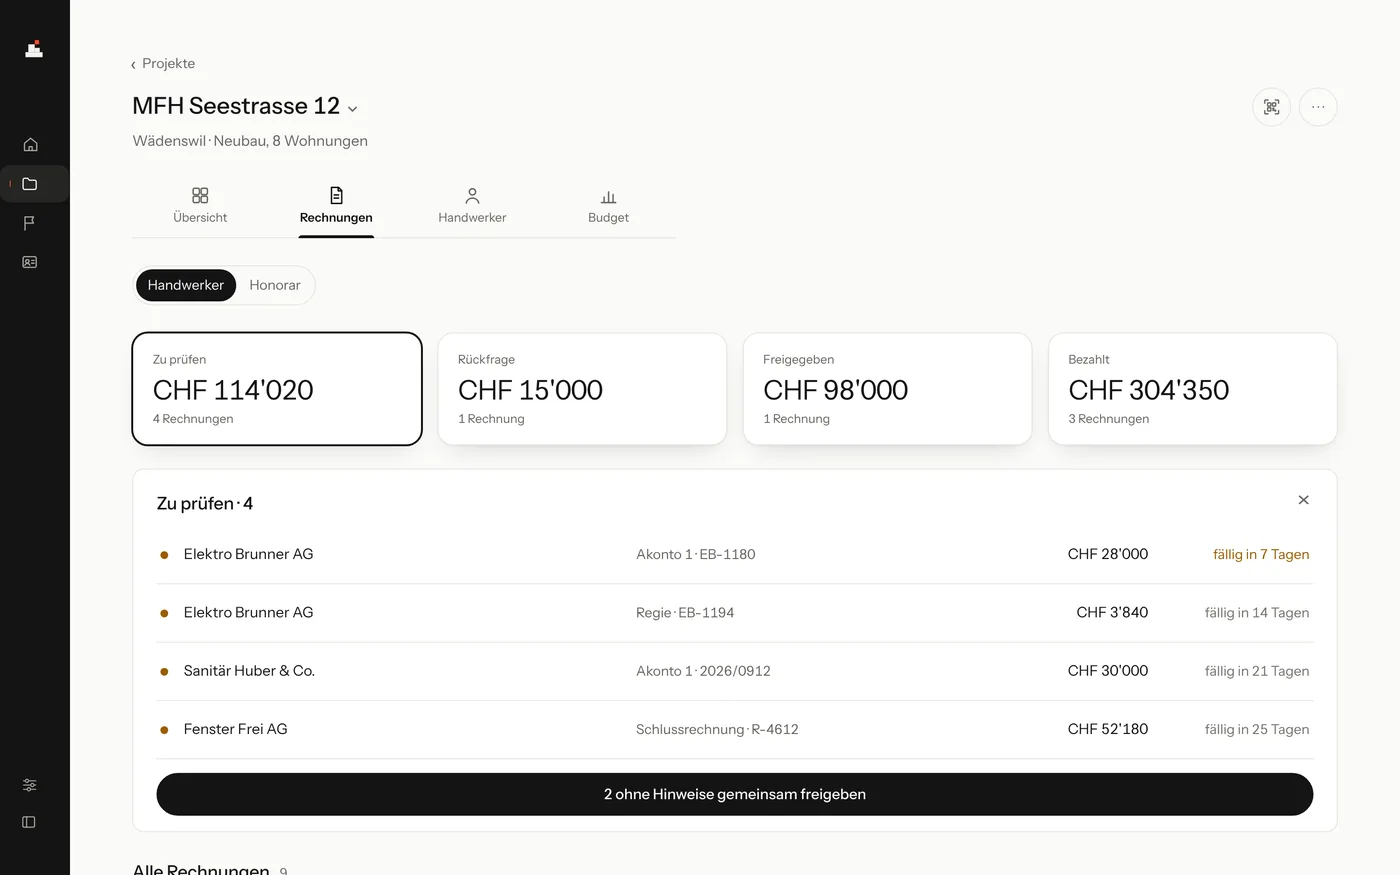 ‹ Projekte
MFH Seestrasse 12
Wädenswil · Neubau, 8 Wohnungen
Übersicht
Rechnungen
Handwerker
Budget
Handwerker
Honorar
Zu prüfen
CHF 114'020
4 Rechnungen
Rückfrage
CHF 15'000
1 Rechnung
Freigegeben
CHF 98'000
1 Rechnung
Bezahlt
CHF 304'350
3 Rechnungen
Zu prüfen · 4
Elektro Brunner AG Akonto 1 · EB-1180 CHF 28'000 fällig in 7 Tagen
Elektro Brunner AG Regie · EB-1194 CHF 3'840 fällig in 14 Tagen
Sanitär Huber & Co. Akonto 1 · 2026/0912 CHF 30'000 fällig in 21 Tagen
Fenster Frei AG Schlussrechnung · R-4612 CHF 52'180 fällig in 25 Tagen
2 ohne Hinweise gemeinsam freigeben
Alle Rechnungen 9